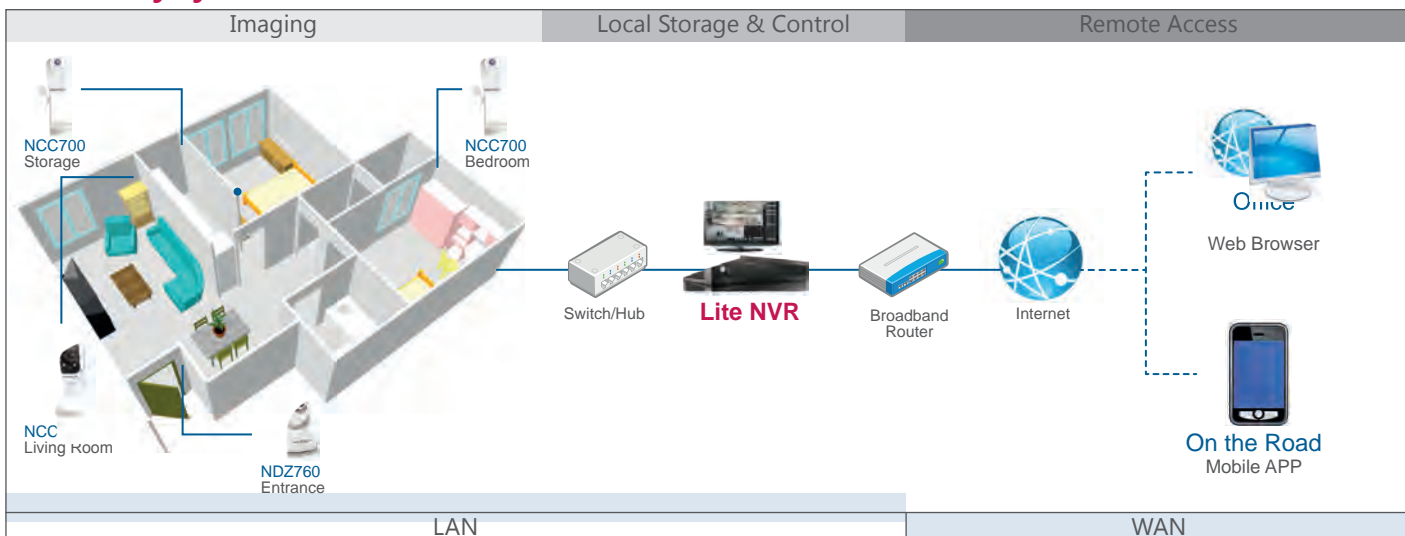 Imaging
Local Storage & Control
Remote Access
NCC700
Storage
NCC700
Bedroom
NCC
Living Room
NDZ760
Entrance
Switch/Hub
Lite NVR
Broadband
Router
Internet
Office
Web Browser
On the Road
Mobile APP
LAN
WAN